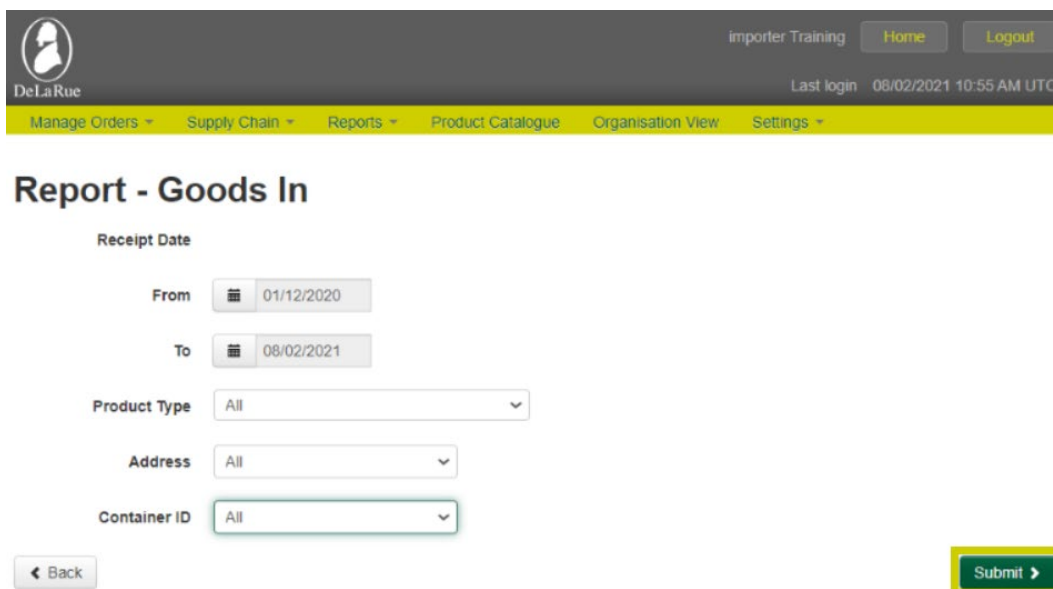 importer Training Home Logout
DeLaRue
Last login 08/02/2021 10:55 AM UTC
Manage Orders Supply Chain Reports Product Catalogue Organisation View Settings
Report - Goods In
Receipt Date
From 01/12/2020
To 08/02/2021
Product Type All
Address All
Container ID All
Back Submit